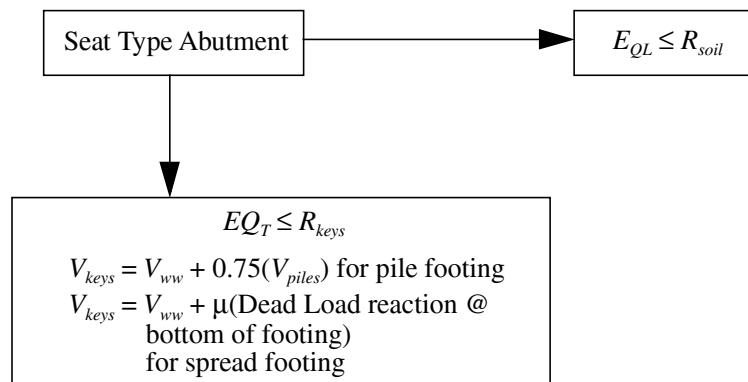 Seat Type Abutment
E_QL ≤ R_soil
EQ_T ≤ R_keys
V_keys = V_ww + 0.75(V_piles) for pile footing
V_keys = V_ww + μ(Dead Load reaction @
bottom of footing)
for spread footing